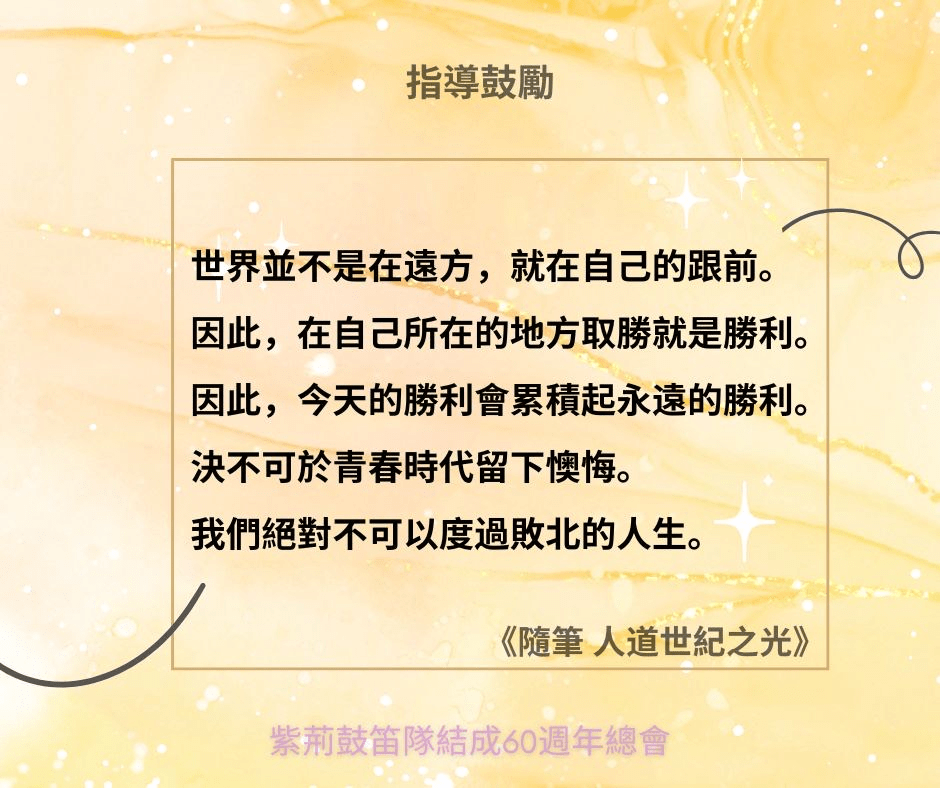 指導鼓勵
世界並不是在遠方，就在自己的跟前。
因此，在自己所在的地方取勝就是勝利。
因此，今天的勝利會累積起永遠的勝利。
決不可於青春時代留下懊悔。
我們絕對不可以度過敗北的人生。
《隨筆 人道世紀之光》
紫荊鼓笛隊結成60週年總會